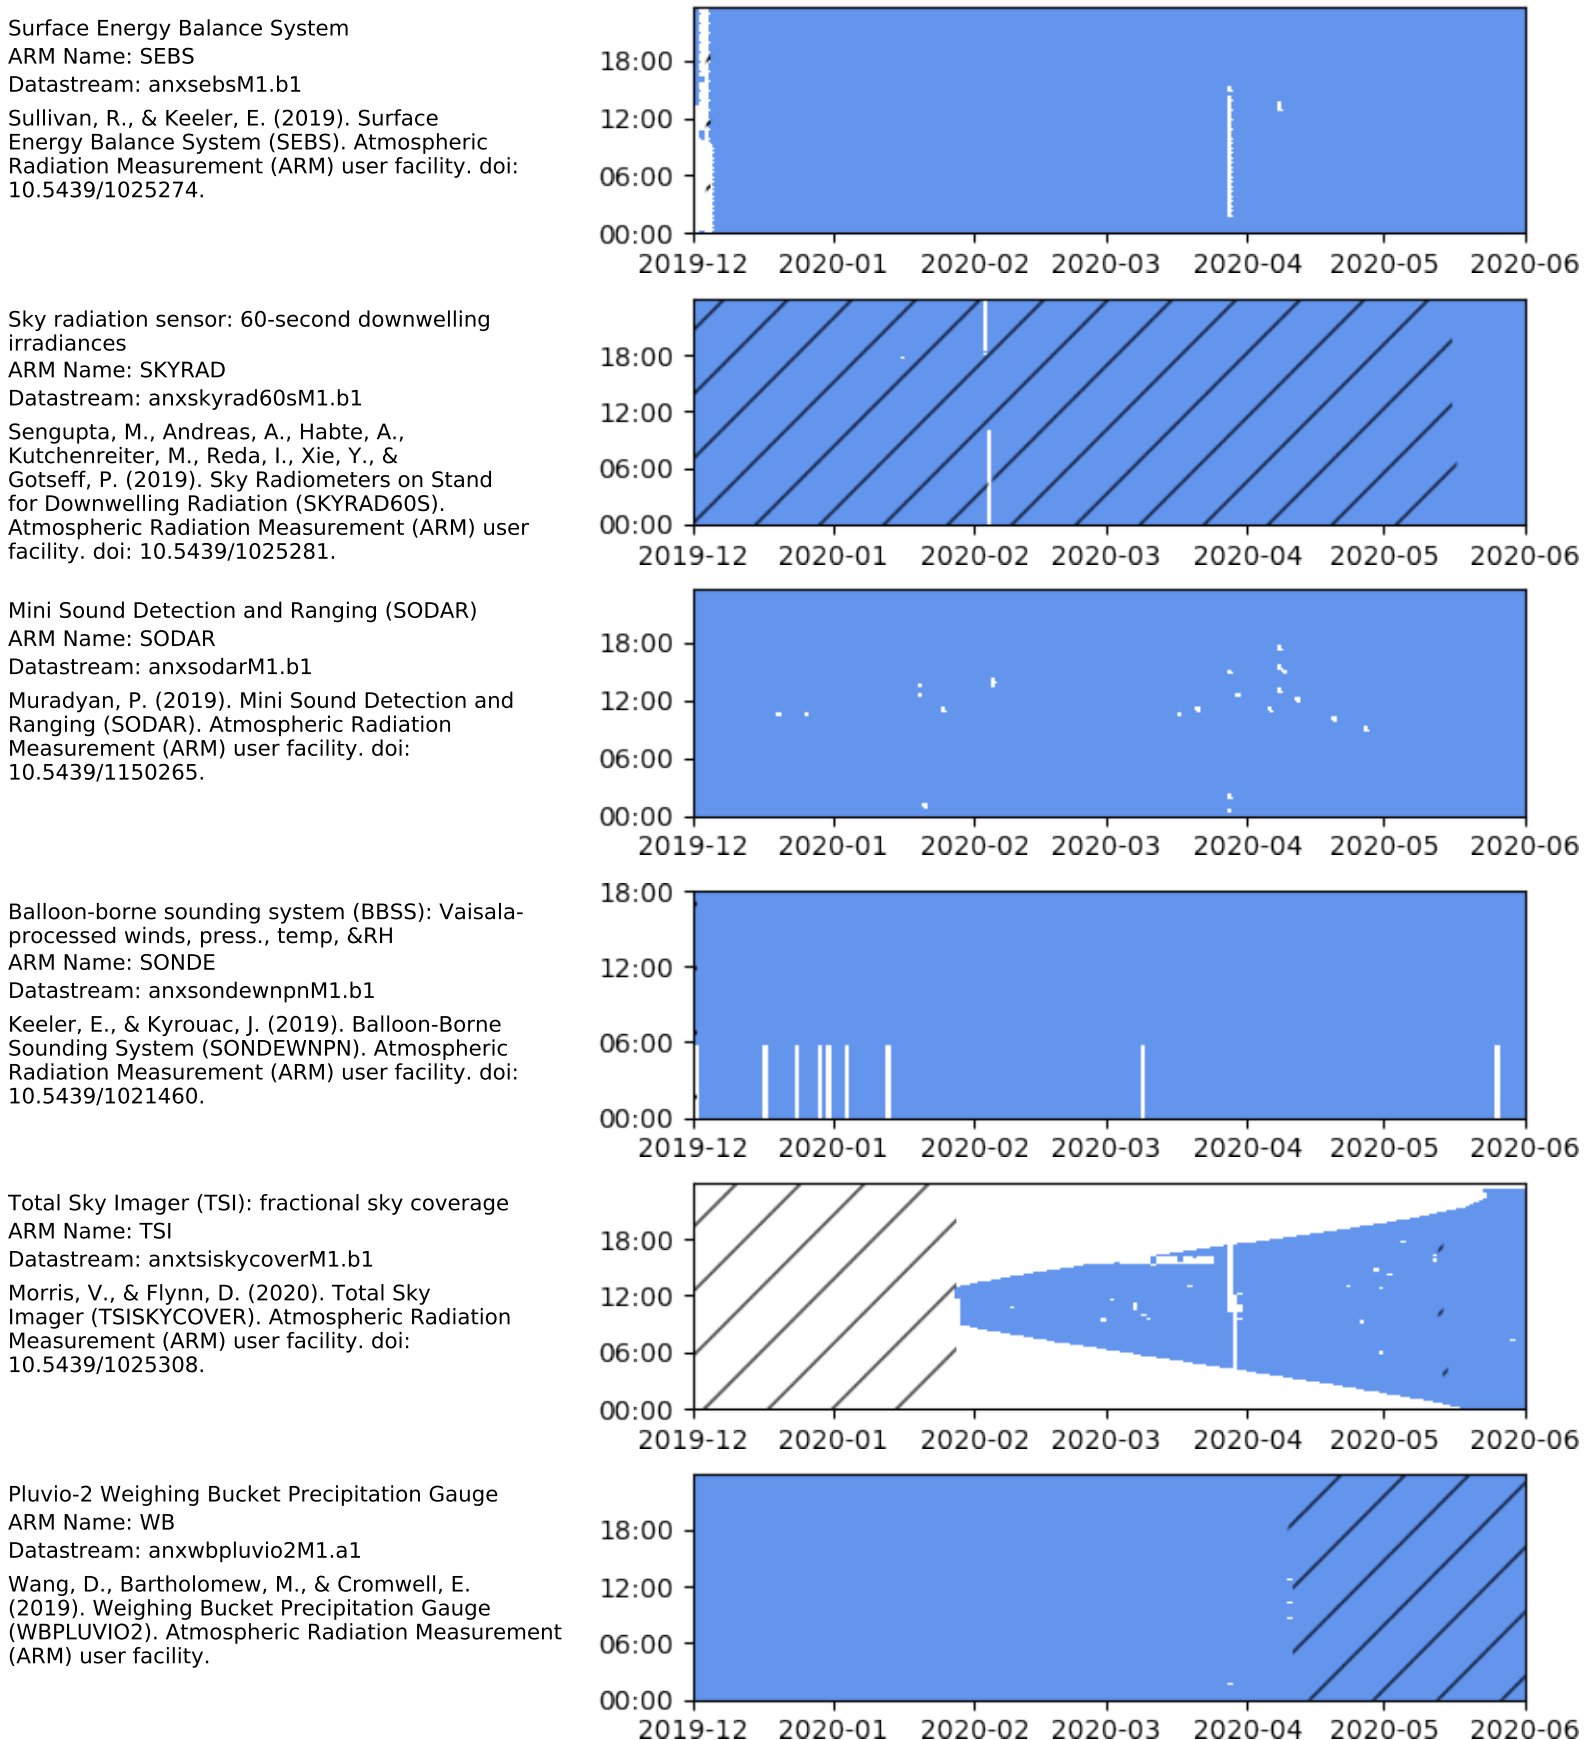 Surface Energy Balance System
ARM Name: SEBS
Datastream: anxsebsM1.b1
Sullivan, R., & Keeler, E. (2019). Surface
Energy Balance System (SEBS). Atmospheric
Radiation Measurement (ARM) user facility. doi:
10.5439/1025274.
18:00
12:00
06:00
00:00
2019-12 2020-01 2020-02 2020-03 2020-04 2020-05 2020-06
Sky radiation sensor: 60-second downwelling
irradiances
ARM Name: SKYRAD
Datastream: anxskyrad60sM1.b1
Sengupta, M., Andreas, A., Habte, A.,
Kutchenreiter, M., Reda, I., Xie, Y., &
Gotseff, P. (2019). Sky Radiometers on Stand
for Downwelling Radiation (SKYRAD60S).
Atmospheric Radiation Measurement (ARM) user
facility. doi: 10.5439/1025281.
18:00
12:00
06:00
00:00
2019-12 2020-01 2020-02 2020-03 2020-04 2020-05 2020-06
Mini Sound Detection and Ranging (SODAR)
ARM Name: SODAR
Datastream: anxsodarM1.b1
Muradyan, P. (2019). Mini Sound Detection and
Ranging (SODAR). Atmospheric Radiation
Measurement (ARM) user facility. doi:
10.5439/1150265.
18:00
12:00
06:00
00:00
2019-12 2020-01 2020-02 2020-03 2020-04 2020-05 2020-06
Balloon-borne sounding system (BBSS): Vaisala-
processed winds, press., temp, &RH
ARM Name: SONDE
Datastream: anxsondewnpnM1.b1
Keeler, E., & Kyrouac, J. (2019). Balloon-Borne
Sounding System (SONDEWNPN). Atmospheric
Radiation Measurement (ARM) user facility. doi:
10.5439/1021460.
18:00
12:00
06:00
00:00
2019-12 2020-01 2020-02 2020-03 2020-04 2020-05 2020-06
Total Sky Imager (TSI): fractional sky coverage
ARM Name: TSI
Datastream: anxtsiskycoverM1.b1
Morris, V., & Flynn, D. (2020). Total Sky
Imager (TSISKYCOVER). Atmospheric Radiation
Measurement (ARM) user facility. doi:
10.5439/1025308.
18:00
12:00
06:00
00:00
2019-12 2020-01 2020-02 2020-03 2020-04 2020-05 2020-06
Pluvio-2 Weighing Bucket Precipitation Gauge
ARM Name: WB
Datastream: anxwbpluvio2M1.a1
Wang, D., Bartholomew, M., & Cromwell, E.
(2019). Weighing Bucket Precipitation Gauge
(WBPLUVIO2). Atmospheric Radiation Measurement
(ARM) user facility.
18:00
12:00
06:00
00:00
2019-12 2020-01 2020-02 2020-03 2020-04 2020-05 2020-06